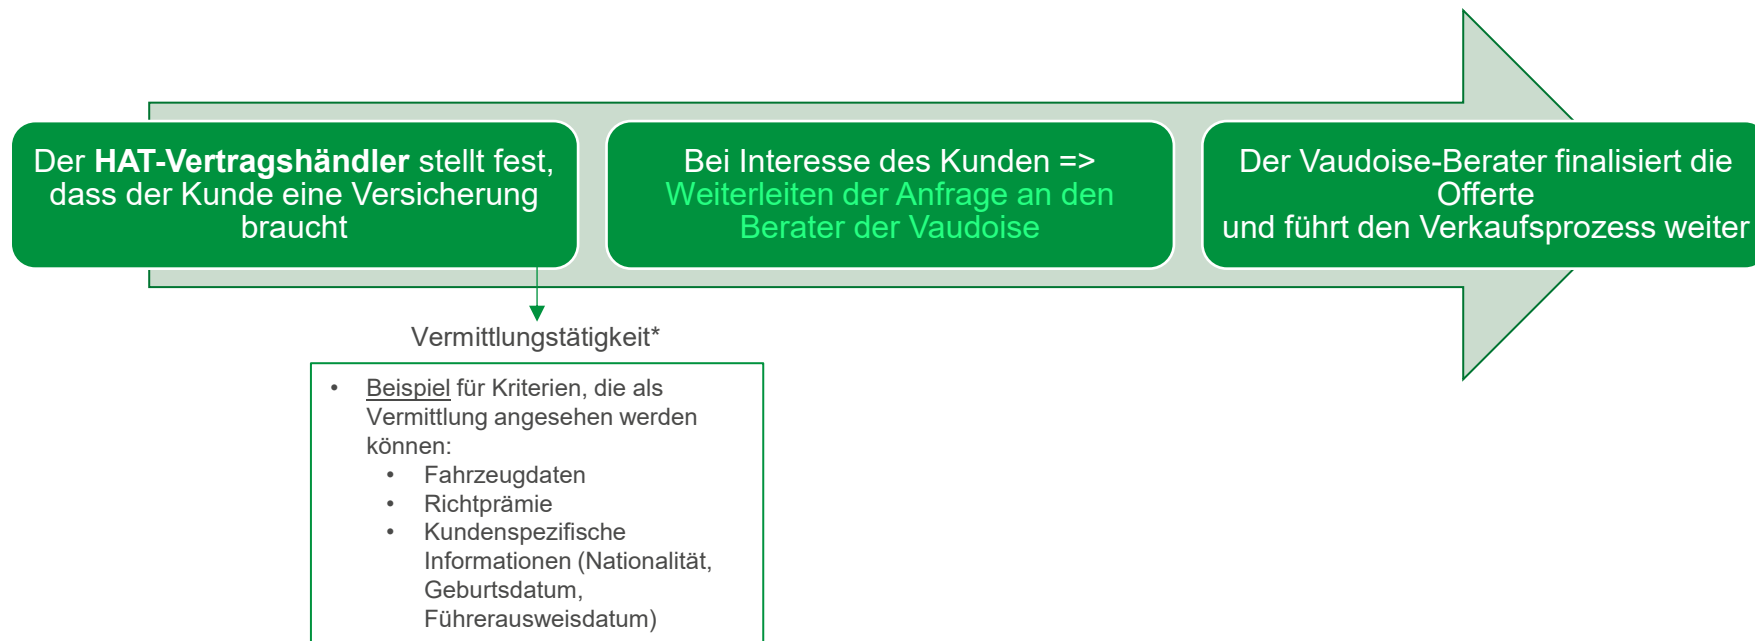 Der HAT-Vertragshändler stellt fest,
dass der Kunde eine Versicherung
braucht
Bei Interesse des Kunden =>
Weiterleiten der Anfrage an den
Berater der Vaudoise
Der Vaudoise-Berater finalisiert die
Offerte
und führt den Verkaufsprozess weiter
Vermittlungstätigkeit*
• Beispiel für Kriterien, die als
Vermittlung angesehen werden
können:
• Fahrzeugdaten
• Richtprämie
• Kundenspezifische
Informationen (Nationalität,
Geburtsdatum,
Führerausweisdatum)